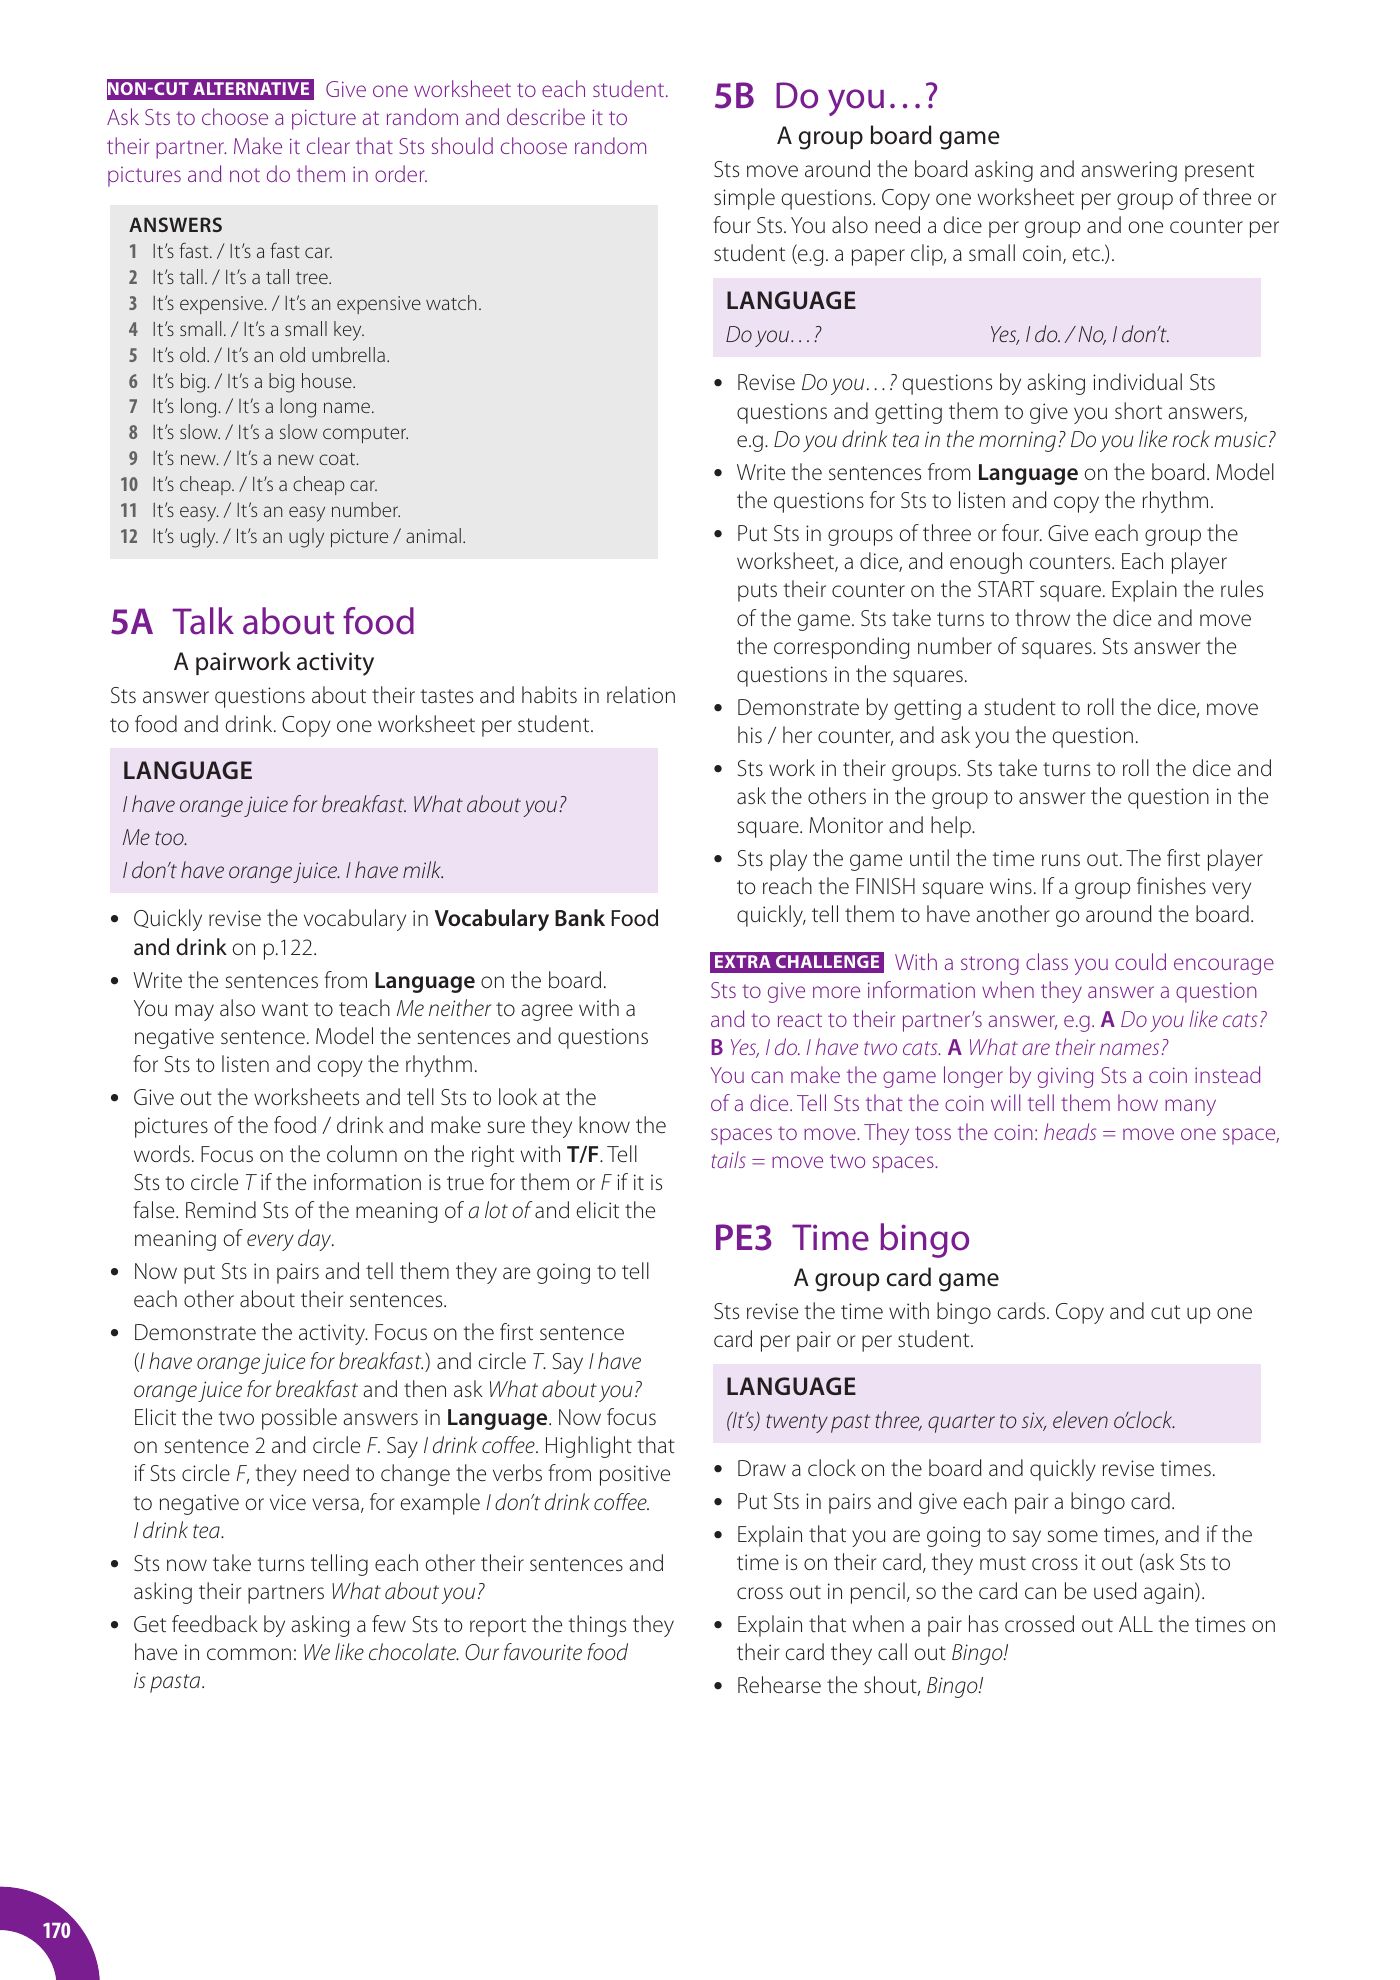 NON-CUT ALTERNATIVE Give one worksheet to each student.
Ask Sts to choose a picture at random and describe it to
their partner. Make it clear that Sts should choose random
pictures and not do them in order.
ANSWERS
1 It’s fast. / It’s a fast car.
2 It’s tall. / It’s a tall tree.
3 It’s expensive. / It’s an expensive watch.
4 It’s small. / It’s a small key.
5 It’s old. / It’s an old umbrella.
6 It’s big. / It’s a big house.
7 It’s long. / It’s a long name.
8 It’s slow. / It’s a slow computer.
9 It’s new. / It’s a new coat.
10 It’s cheap. / It’s a cheap car.
11 It’s easy. / It’s an easy number.
12 It’s ugly. / It’s an ugly picture / animal.
5A Talk about food
A pairwork activity
Sts answer questions about their tastes and habits in relation
to food and drink. Copy one worksheet per student.
LANGUAGE
I have orange juice for breakfast. What about you?
Me too.
I don’t have orange juice. I have milk.
• Quickly revise the vocabulary in Vocabulary Bank Food
and drink on p.122.
• Write the sentences from Language on the board.
You may also want to teach Me neither to agree with a
negative sentence. Model the sentences and questions
for Sts to listen and copy the rhythm.
• Give out the worksheets and tell Sts to look at the
pictures of the food / drink and make sure they know the
words. Focus on the column on the right with T/F. Tell
Sts to circle T if the information is true for them or F if it is
false. Remind Sts of the meaning of a lot of and elicit the
meaning of every day.
• Now put Sts in pairs and tell them they are going to tell
each other about their sentences.
• Demonstrate the activity. Focus on the first sentence
(I have orange juice for breakfast.) and circle T. Say I have
orange juice for breakfast and then ask What about you?
Elicit the two possible answers in Language. Now focus
on sentence 2 and circle F. Say I drink coffee. Highlight that
if Sts circle F, they need to change the verbs from positive
to negative or vice versa, for example I don’t drink coffee.
I drink tea.
• Sts now take turns telling each other their sentences and
asking their partners What about you?
• Get feedback by asking a few Sts to report the things they
have in common: We like chocolate. Our favourite food
is pasta.
5B Do you…?
A group board game
Sts move around the board asking and answering present
simple questions. Copy one worksheet per group of three or
four Sts. You also need a dice per group and one counter per
student (e.g. a paper clip, a small coin, etc.).
LANGUAGE
Do you…? Yes, I do. / No, I don’t.
• Revise Do you…? questions by asking individual Sts
questions and getting them to give you short answers,
e.g. Do you drink tea in the morning? Do you like rock music?
• Write the sentences from Language on the board. Model
the questions for Sts to listen and copy the rhythm.
• Put Sts in groups of three or four. Give each group the
worksheet, a dice, and enough counters. Each player
puts their counter on the START square. Explain the rules
of the game. Sts take turns to throw the dice and move
the corresponding number of squares. Sts answer the
questions in the squares.
• Demonstrate by getting a student to roll the dice, move
his / her counter, and ask you the question.
• Sts work in their groups. Sts take turns to roll the dice and
ask the others in the group to answer the question in the
square. Monitor and help.
• Sts play the game until the time runs out. The first player
to reach the FINISH square wins. If a group finishes very
quickly, tell them to have another go around the board.
EXTRA CHALLENGE With a strong class you could encourage
Sts to give more information when they answer a question
and to react to their partner’s answer, e.g. A Do you like cats?
B Yes, I do. I have two cats. A What are their names?
You can make the game longer by giving Sts a coin instead
of a dice. Tell Sts that the coin will tell them how many
spaces to move. They toss the coin: heads = move one space,
tails = move two spaces.
PE3 Time bingo
A group card game
Sts revise the time with bingo cards. Copy and cut up one
card per pair or per student.
LANGUAGE
(It’s) twenty past three, quarter to six, eleven o’clock.
• Draw a clock on the board and quickly revise times.
• Put Sts in pairs and give each pair a bingo card.
• Explain that you are going to say some times, and if the
time is on their card, they must cross it out (ask Sts to
cross out in pencil, so the card can be used again).
• Explain that when a pair has crossed out ALL the times on
their card they call out Bingo!
• Rehearse the shout, Bingo!
170